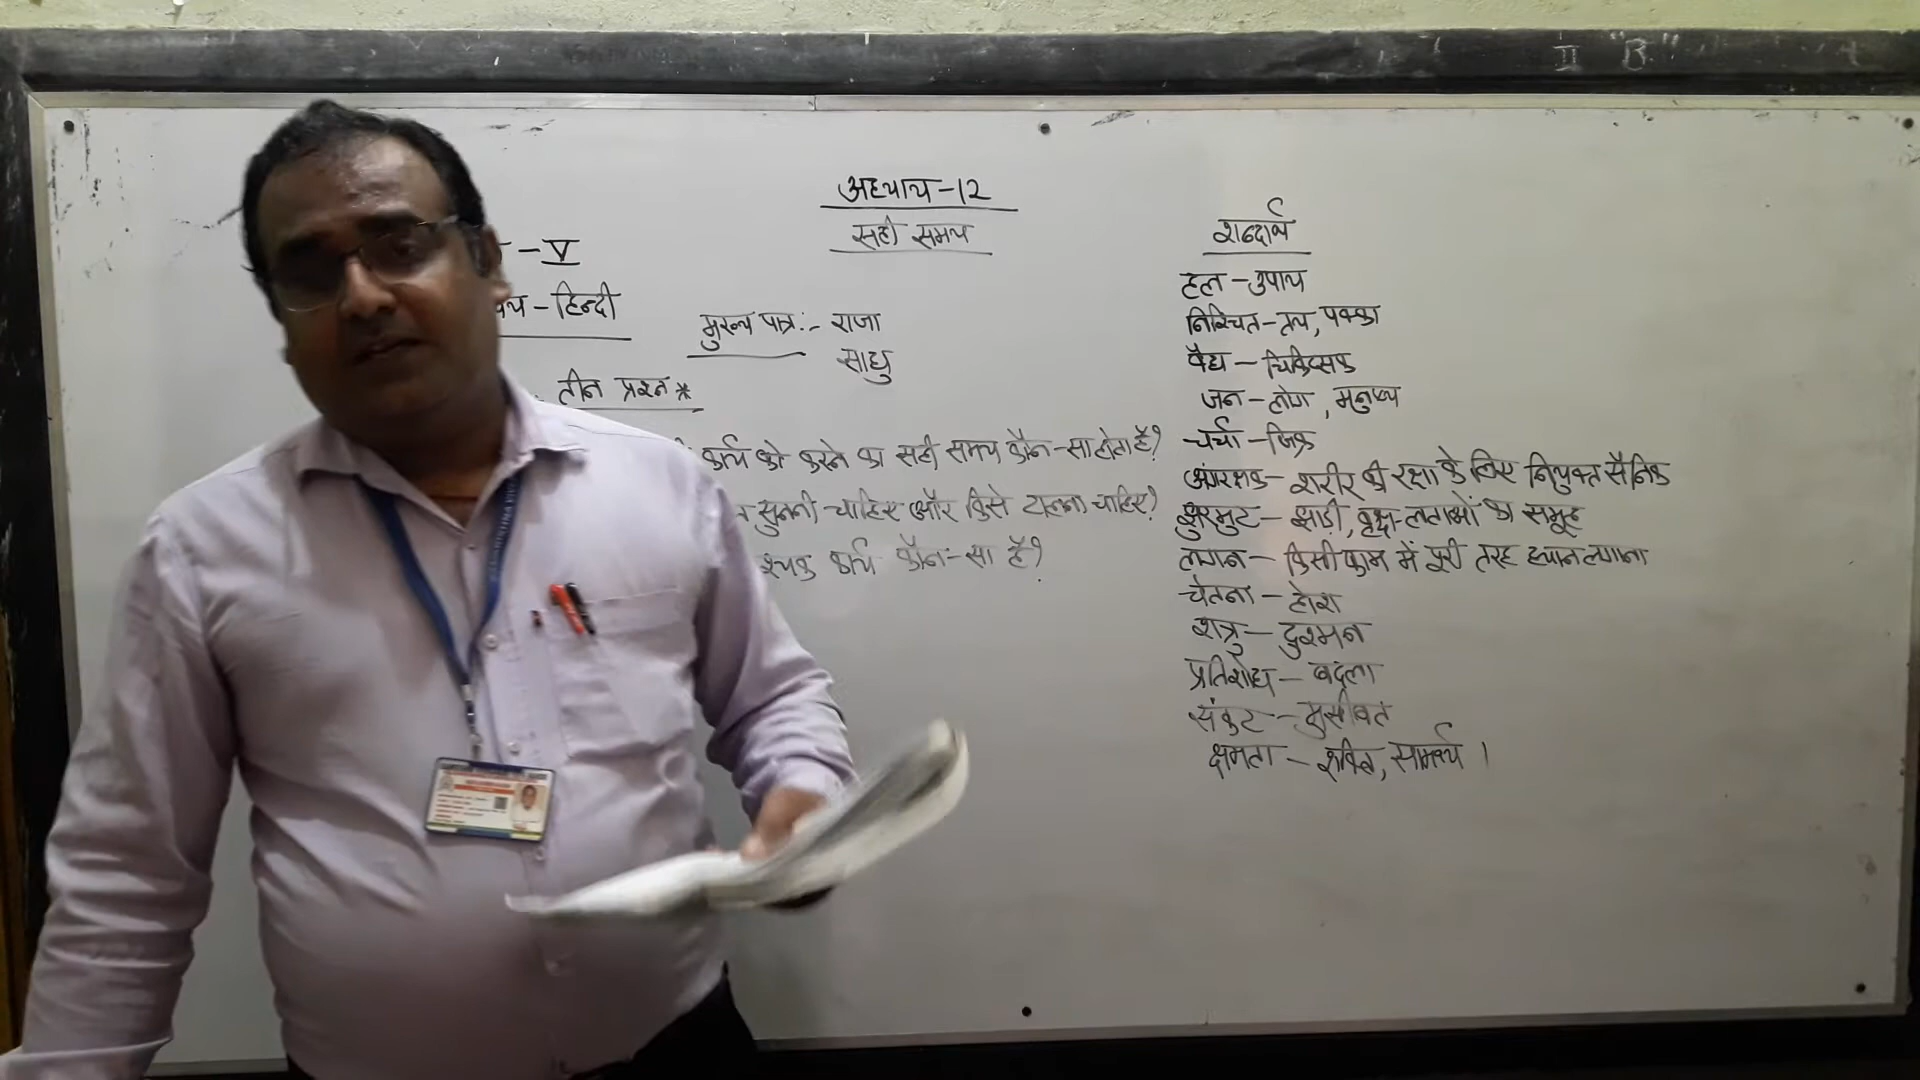 II "B"
अध्याय-12
सही समय
- V
- हिन्दी
मुख्य पात्र:- राजा
साधु
तीन प्रश्न *
कार्य को करने का सही समय कौन-सा होता है?
सुननी चाहिए और किसे टालना चाहिए?
श्यक कार्य कौन-सा है?
शब्दार्थ
हल - उपाय
निश्चित - तय, पक्का
वैद्य - चिकित्सक
जन - लोग, मनुष्य
चर्चा - जिक्र
अंगरक्षक - शरीर की रक्षा के लिए नियुक्त सैनिक
झुरमुट - झाड़ी, वृक्ष-लताओं का समूह
लगन - किसी काम में पूरी तरह ध्यान लगाना
चेतना - होश
शत्रु - दुश्मन
प्रतिशोध - बदला
संकट - मुसीबत
क्षमता - शक्ति, सामर्थ्य ।